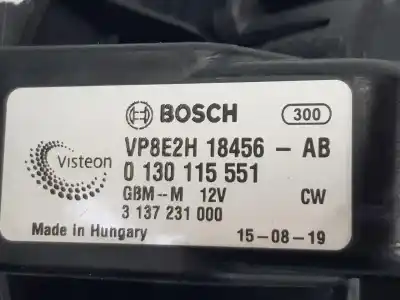 BOSCH 300
VP8E2H 18456 - AB
Visteon
0 130 115 551
GBM--M 12V CW
3 137 231 000
Made in Hungary 15-08-19